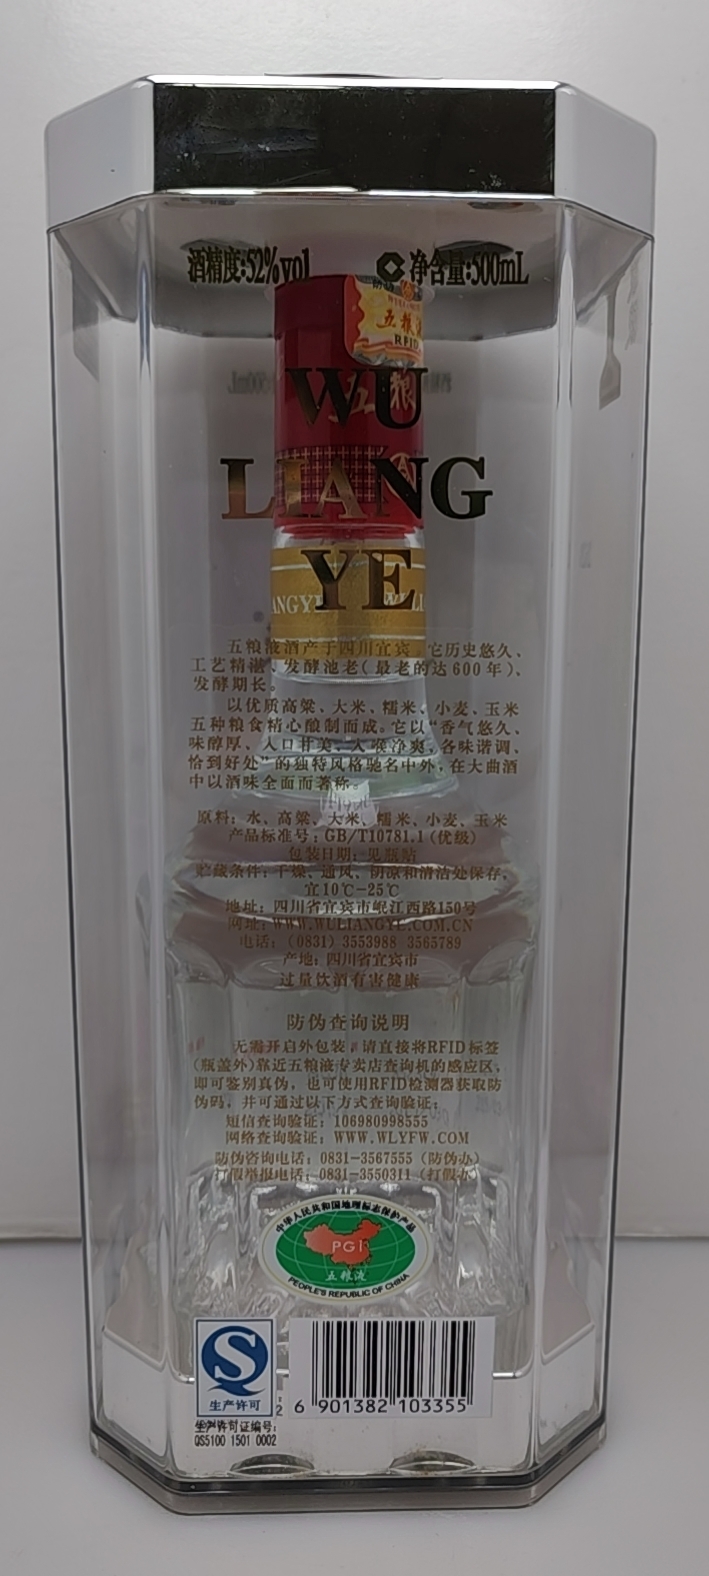 酒精度:52%vol 净含量:500mL
五粮液
RFID
WU
LIANG
YE
五粮液酒产于四川宜宾,它历史悠久、
工艺精湛、发酵池老(最老的达600年)、
发酵期长。
以优质高粱、大米、糯米、小麦、玉米
五种粮食精心酿制而成。它以“香气悠久、
味醇厚、入口甘美、入喉净爽,各味谐调、
恰到好处”的独特风格驰名中外,在大曲酒
中以酒味全面而著称。
原料:水、高粱、大米、糯米、小麦、玉米
产品标准号:GB/T10781.1(优级)
包装日期:见瓶贴
贮藏条件:干燥、通风、阴凉和清洁处保存,
宜10℃-25℃
地址:四川省宜宾市岷江西路150号
网址:WWW.WULIANGYE.COM.CN
电话:(0831) 3553988 3565789
产地:四川省宜宾市
过量饮酒有害健康
防伪查询说明
无需开启外包装,请直接将RFID标签
(瓶盖外)靠近五粮液专卖店查询机的感应区,
即可鉴别真伪,也可使用RFID检测器获取防
伪码,并可通过以下方式查询验证:
短信查询验证:106980998555
网络查询验证:WWW.WLYFW.COM
防伪咨询电话:0831-3567555(防伪办)
打假举报电话:0831-3550311(打假办)
中华人民共和国地理标志保护产品
PGI
五粮液
PEOPLE'S REPUBLIC OF CHINA
生产许可
6 901382 103355
生产许可证编号:
QS5100 1501 0002